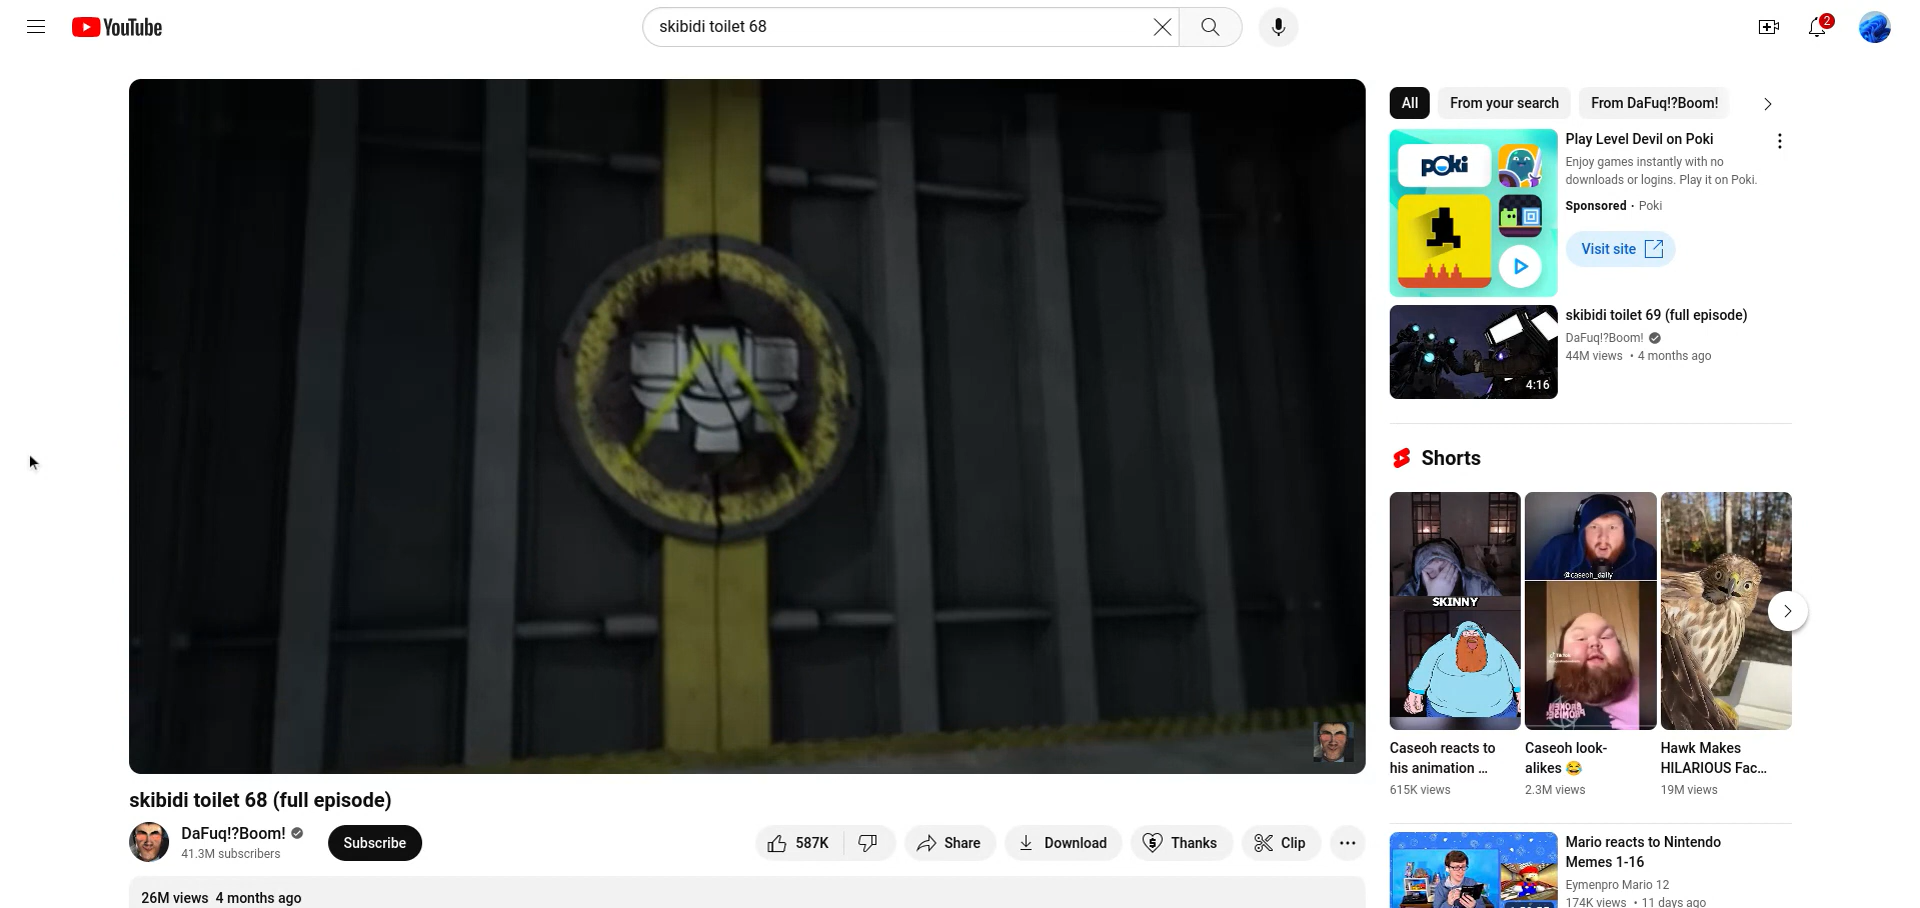 YouTube
skibidi toilet 68
2
All
From your search
From DaFuq!?Boom!
poki
Play Level Devil on Poki
Enjoy games instantly with no
downloads or logins. Play it on Poki.
Sponsored · Poki
Visit site
skibidi toilet 69 (full episode)
DaFuq!?Boom!
44M views • 4 months ago
4:16
Shorts
@caseoh_daily
SKINNY
Caseoh reacts to
his animation ...
615K views
Caseoh look-
alikes 😂
2.3M views
Hawk Makes
HILARIOUS Fac...
19M views
skibidi toilet 68 (full episode)
DaFuq!?Boom!
41.3M subscribers
Subscribe
587K
Share
Download
Thanks
Clip
26M views 4 months ago
Mario reacts to Nintendo
Memes 1-16
Eymenpro Mario 12
174K views • 11 days ago